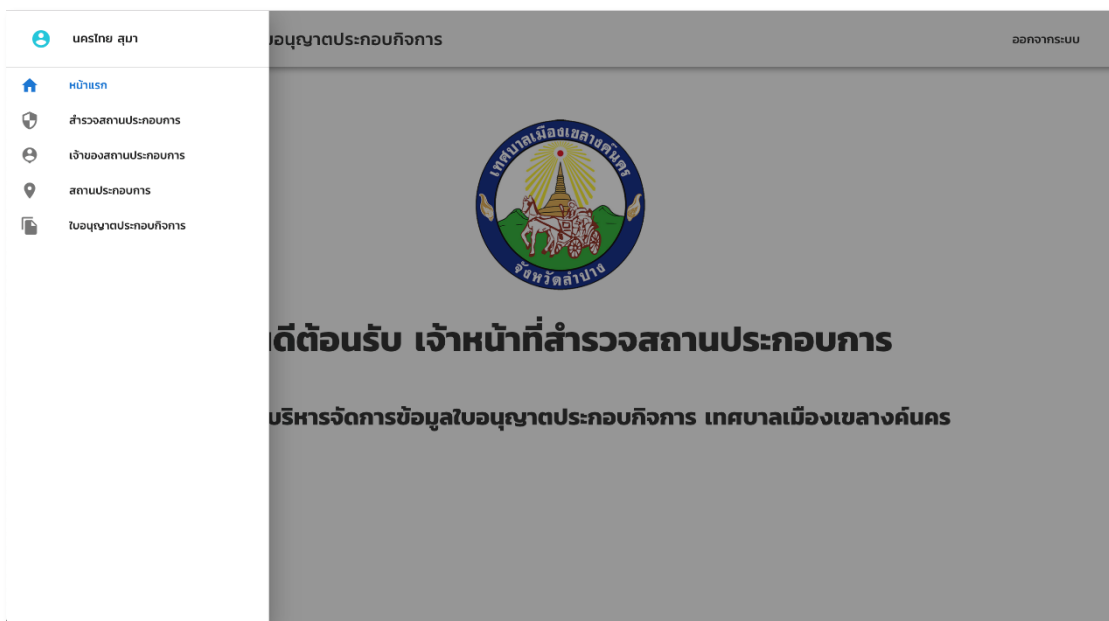 นครไทย สุมา
อนุญาตประกอบกิจการ
ออกจากระบบ
หน้าแรก
สำรวจสถานประกอบการ
เจ้าของสถานประกอบการ
สถานประกอบการ
ใบอนุญาตประกอบกิจการ
เทศบาลเมืองเขลางค์นคร
จังหวัดลำปาง
ดีต้อนรับ เจ้าหน้าที่สำรวจสถานประกอบการ
บริหารจัดการข้อมูลใบอนุญาตประกอบกิจการ เทศบาลเมืองเขลางค์นคร